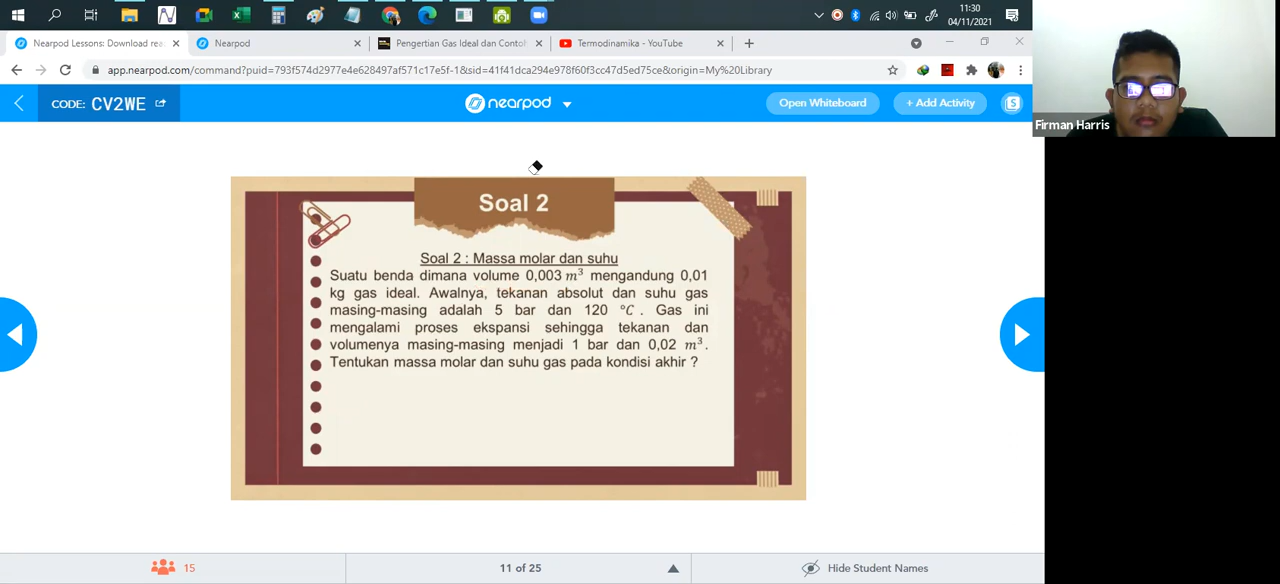 11:30
04/11/2021
Nearpod Lessons: Download rea
Nearpod
Pengertian Gas Ideal dan Contoh
Termodinamika - YouTube
app.nearpod.com/command?puid=793f574d2977e4e628497af571c17e5f-1&sid=41f41dca294e978f60f3cc47d5ed75ce&origin=My%20Library
CODE: CV2WE
nearpod
Open Whiteboard
+ Add Activity
S
Firman Harris
Soal 2
Soal 2 : Massa molar dan suhu
Suatu benda dimana volume 0,003 m³ mengandung 0,01
kg gas ideal. Awalnya, tekanan absolut dan suhu gas
masing-masing adalah 5 bar dan 120 °C . Gas ini
mengalami proses ekspansi sehingga tekanan dan
volumenya masing-masing menjadi 1 bar dan 0,02 m³.
Tentukan massa molar dan suhu gas pada kondisi akhir ?
15
11 of 25
Hide Student Names